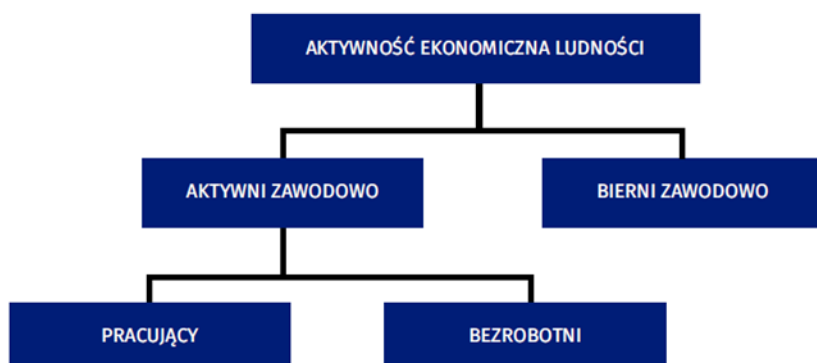 AKTYWNOŚĆ EKONOMICZNA LUDNOŚCI
AKTYWNI ZAWODOWO
BIERNI ZAWODOWO
PRACUJĄCY
BEZROBOTNI